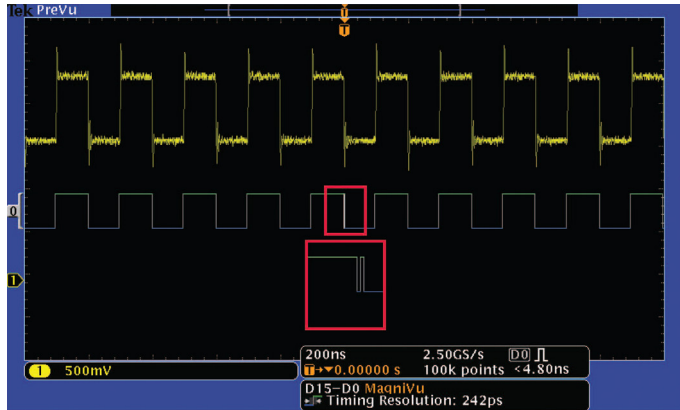 Tek PreVu
T
T
0
1
200ns 2.50GS/s D0
T→▼0.00000 s 100k points <4.80ns
1 500mV
D15-D0 MagniVu
Timing Resolution: 242ps